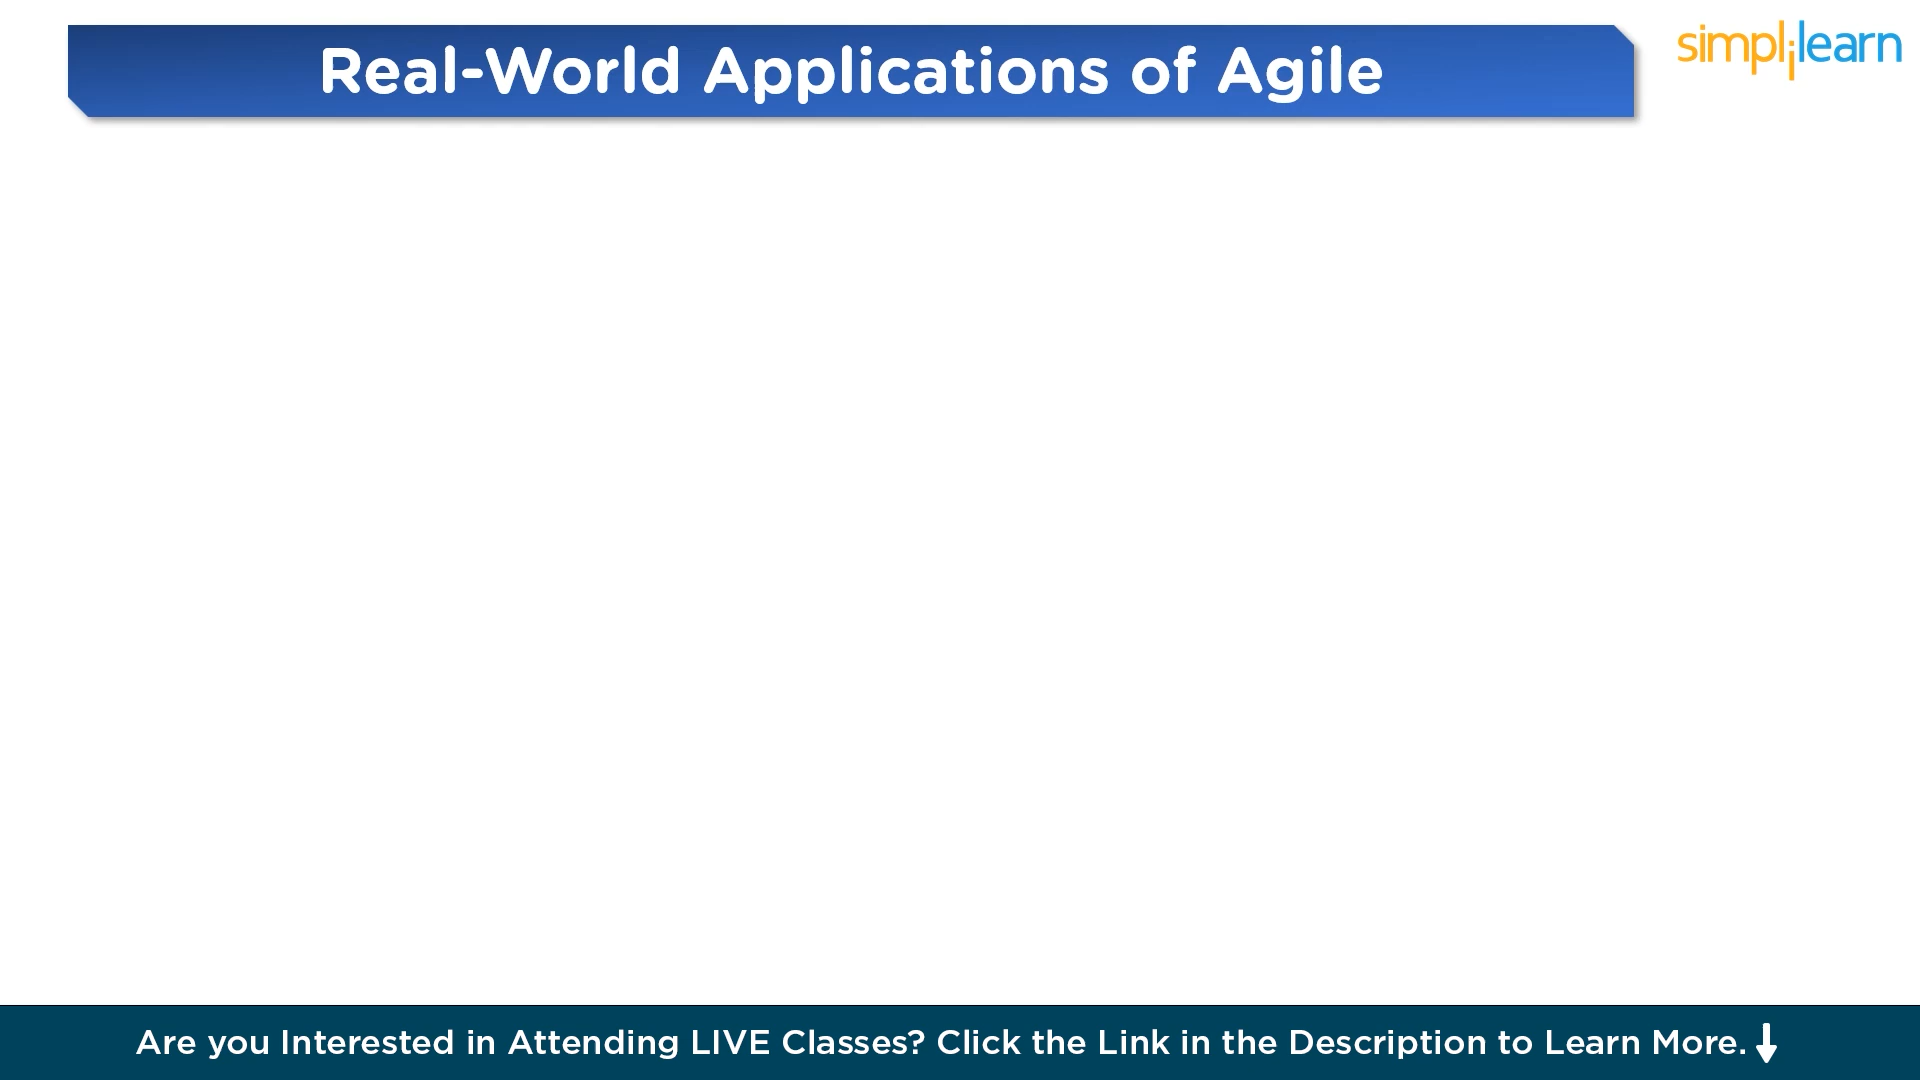 Real-World Applications of Agile
simplilearn
Are you Interested in Attending LIVE Classes? Click the Link in the Description to Learn More.